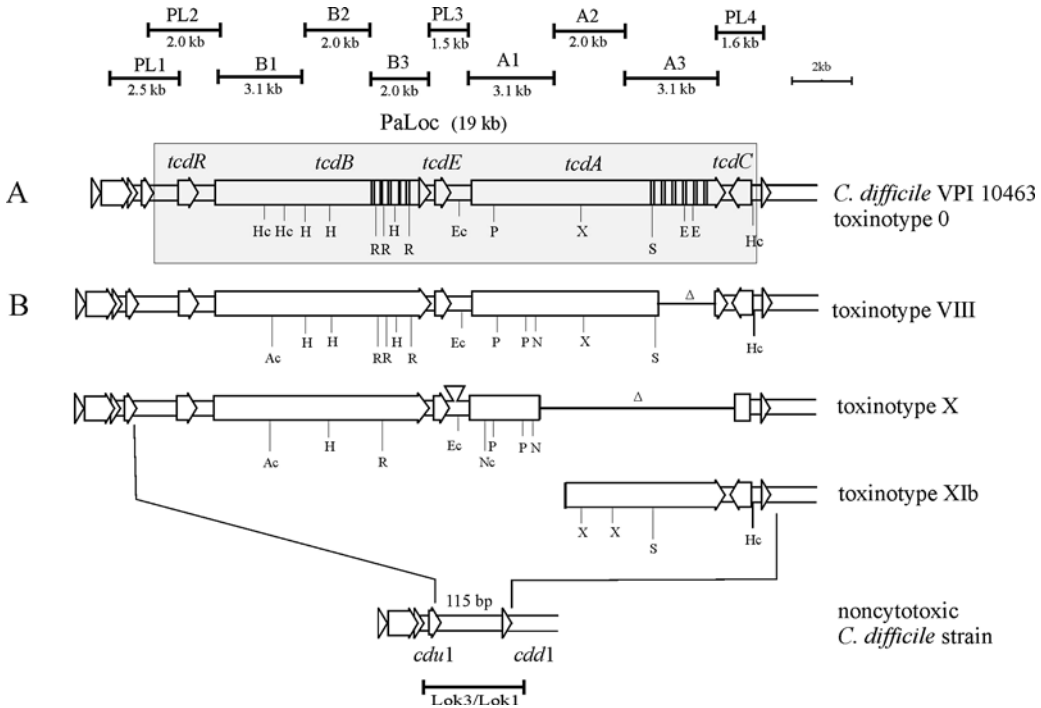 PL2 B2 PL3 A2 PL4
2.0 kb 2.0 kb 1.5 kb 2.0 kb 1.6 kb
PL1 B1 B3 A1 A3 2kb
2.5 kb 3.1 kb 2.0 kb 3.1 kb 3.1 kb
PaLoc (19 kb)
tcdR tcdB tcdE tcdA tcdC
A
C. difficile VPI 10463
toxinotype 0
Hc Hc H H R R H R Ec P X S E E Hc
B
Δ
toxinotype VIII
Ac H H R R H R Ec P P N X S Hc
Δ
toxinotype X
Ac H R Ec Nc P P N
toxinotype XIb
X X S Hc
115 bp
noncytotoxic
C. difficile strain
cdu1 cdd1
Lok3/Lok1